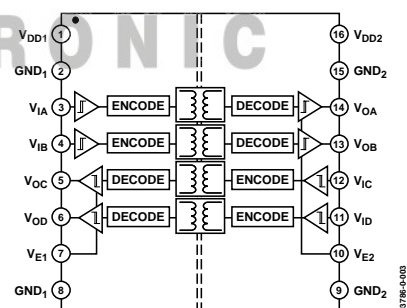 RONIC
VDD1 1 16 VDD2
GND1 2 15 GND2
VIA 3 ENCODE DECODE 14 VOA
VIB 4 ENCODE DECODE 13 VOB
VOC 5 DECODE ENCODE 12 VIC
VOD 6 DECODE ENCODE 11 VID
VE1 7 10 VE2
GND1 8 9 GND2
3786-0-003